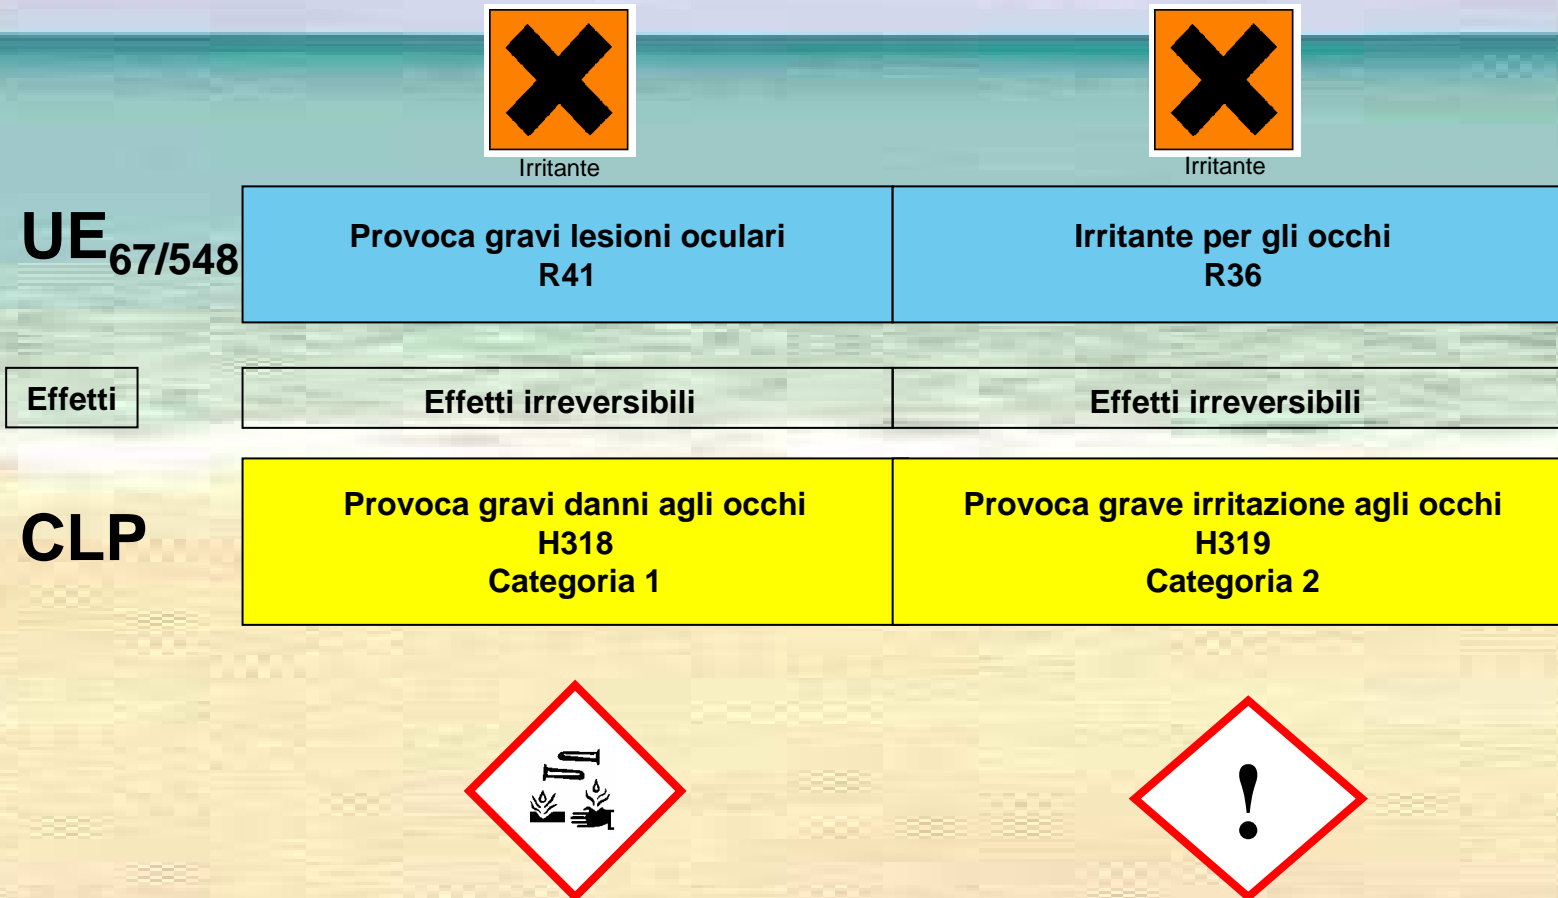 Irritante
Irritante
UE67/548
Provoca gravi lesioni oculari
R41
Irritante per gli occhi
R36
Effetti
Effetti irreversibili
Effetti irreversibili
CLP
Provoca gravi danni agli occhi
H318
Categoria 1
Provoca grave irritazione agli occhi
H319
Categoria 2
!